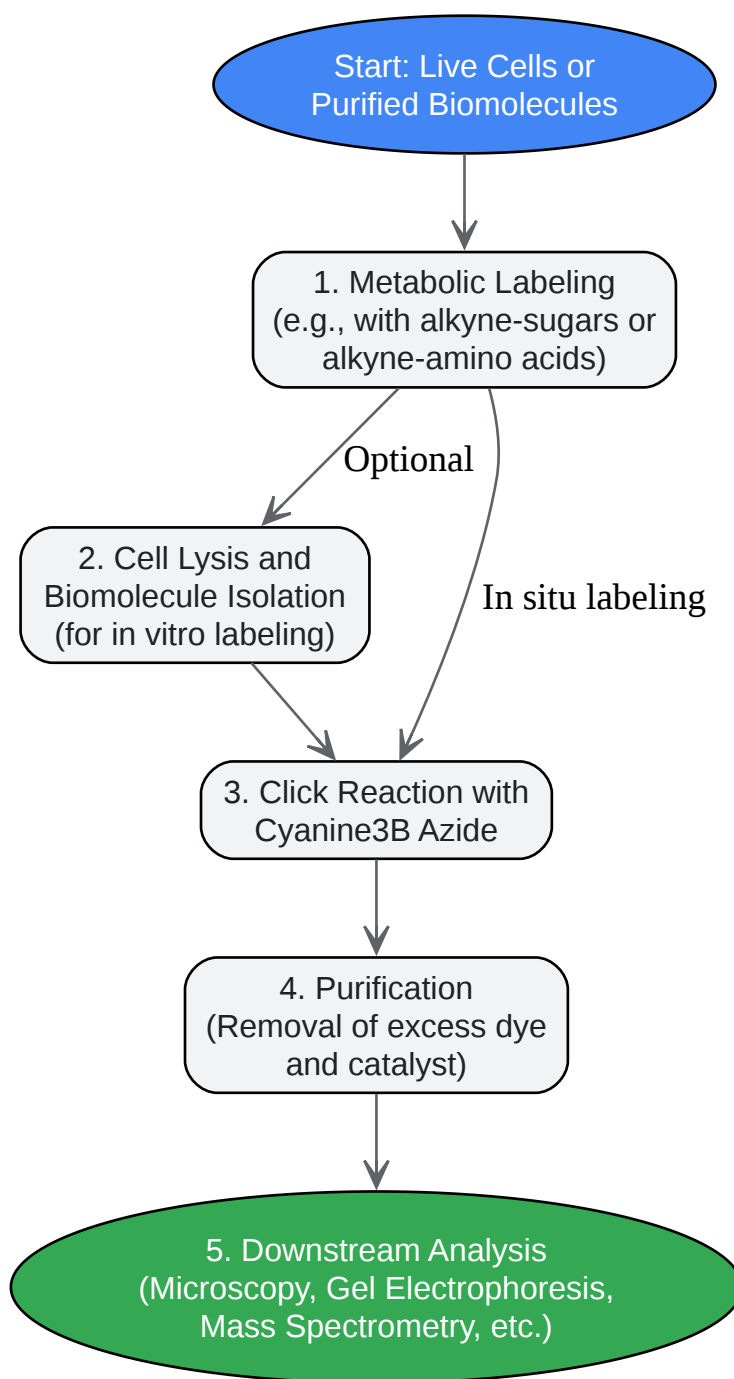 Start: Live Cells or
Purified Biomolecules
1. Metabolic Labeling
(e.g., with alkyne-sugars or
alkyne-amino acids)
Optional
2. Cell Lysis and
Biomolecule Isolation
(for in vitro labeling)
In situ labeling
3. Click Reaction with
Cyanine3B Azide
4. Purification
(Removal of excess dye
and catalyst)
5. Downstream Analysis
(Microscopy, Gel Electrophoresis,
Mass Spectrometry, etc.)